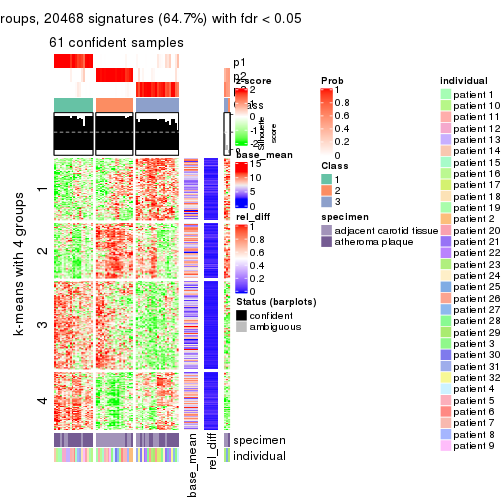 roups, 20468 signatures (64.7%) with fdr < 0.05
61 confident samples
p1
p2
Class
silhouette
score
k-means with 4 groups
1
2
3
4
specimen
individual
base_mean
rel_diff
z-score
2
1
0
-1
-2
base_mean
15
10
5
0
rel_diff
1
0.8
0.6
0.4
0.2
0
Status (barplots)
confident
ambiguous
Prob
1
0.8
0.6
0.4
0.2
0
Class
1
2
3
specimen
adjacent carotid tissue
atheroma plaque
individual
patient 1
patient 10
patient 11
patient 12
patient 13
patient 14
patient 15
patient 16
patient 17
patient 18
patient 19
patient 2
patient 20
patient 21
patient 22
patient 23
patient 24
patient 25
patient 26
patient 27
patient 28
patient 29
patient 3
patient 30
patient 31
patient 32
patient 4
patient 5
patient 6
patient 7
patient 8
patient 9